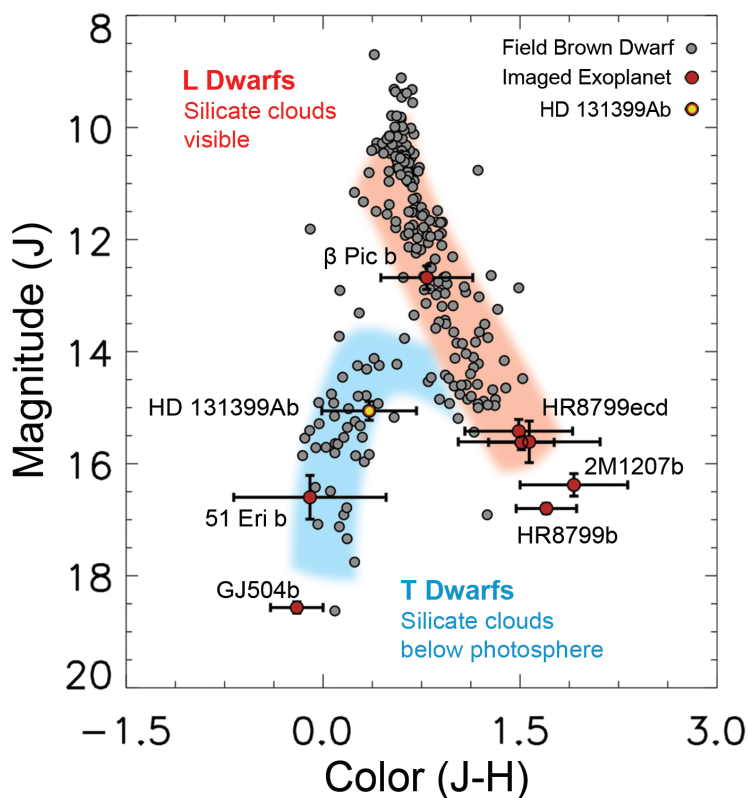 8
10
12
14
16
18
20
Magnitude (J)
L Dwarfs
Silicate clouds
visible
Field Brown Dwarf
Imaged Exoplanet
HD 131399Ab
β Pic b
HD 131399Ab
HR8799ecd
2M1207b
51 Eri b
HR8799b
GJ504b
T Dwarfs
Silicate clouds
below photosphere
−1.5
0.0
1.5
3.0
Color (J-H)